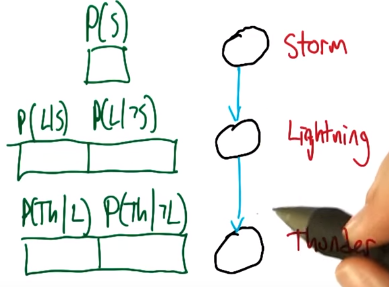 P(S)
Storm
P(L|S) P(L|¬S)
Lightning
P(Th|L) P(Th|¬L)
Thunder